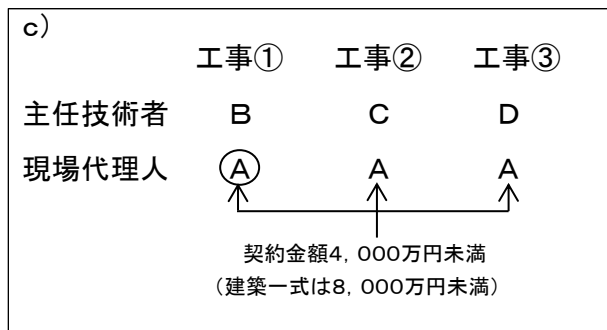 c）
工事① 工事② 工事③
主任技術者 B C D
現場代理人 A A A
契約金額4，000万円未満
（建築一式は8，000万円未満）